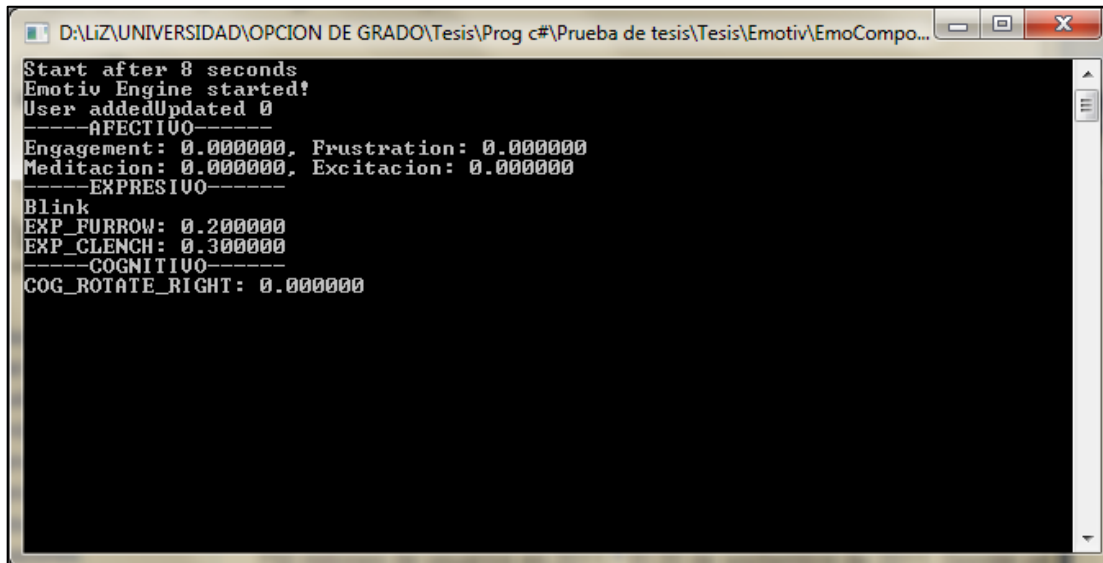 D:\LiZ\UNIVERSIDAD\OPCION DE GRADO\Tesis\Prog c#\Prueba de tesis\Tesis\Emotiv\EmoCompo...
Start after 8 seconds
Emotiv Engine started!
User addedUpdated 0
-----AFECTIVO------
Engagement: 0.000000, Frustration: 0.000000
Meditacion: 0.000000, Excitacion: 0.000000
-----EXPRESIVO------
Blink
EXP_FURROW: 0.200000
EXP_CLENCH: 0.300000
-----COGNITIVO------
COG_ROTATE_RIGHT: 0.000000